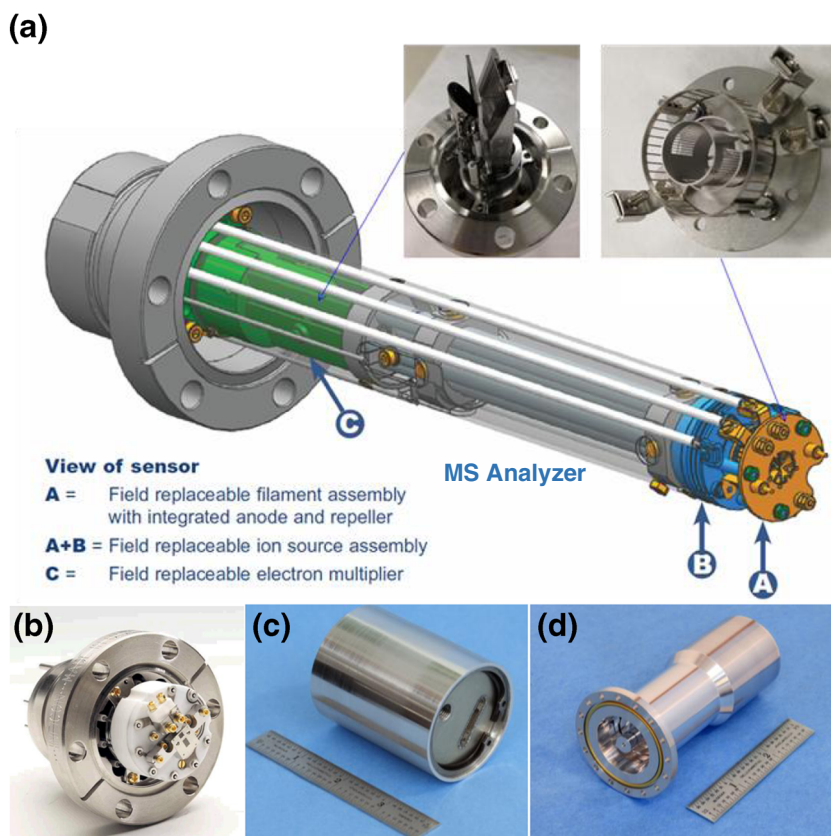 (a)
C
View of sensor
A = Field replaceable filament assembly
with integrated anode and repeller
A+B = Field replaceable ion source assembly
C = Field replaceable electron multiplier
MS Analyzer
B
A
(b)
(c)
(d)